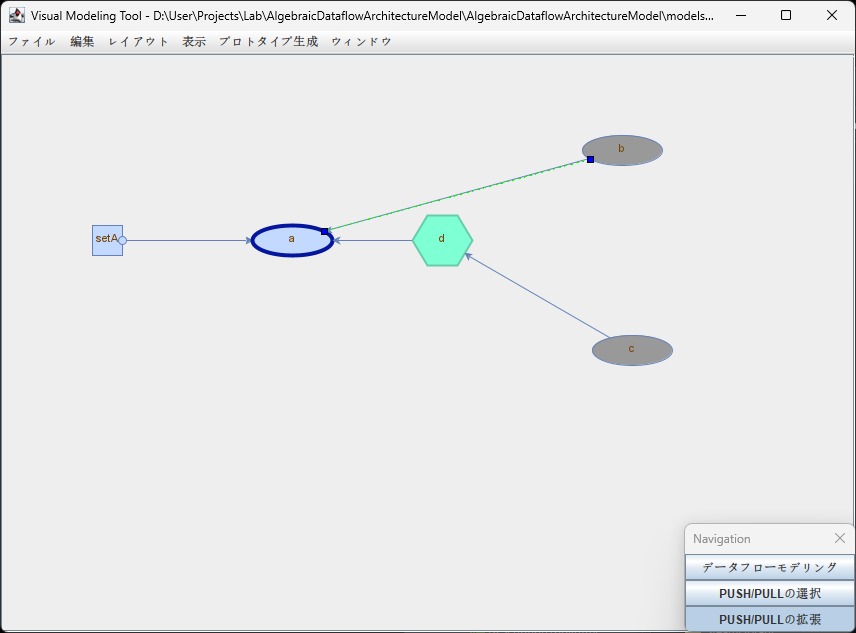 Visual Modeling Tool - D:\User\Projects\Lab\AlgebraicDataflowArchitectureModel\AlgebraicDataflowArchitectureModel\models...
ファイル 編集 レイアウト 表示 プロトタイプ生成 ウィンドウ
b
setA
a
d
c
Navigation
データフローモデリング
PUSH/PULLの選択
PUSH/PULLの拡張